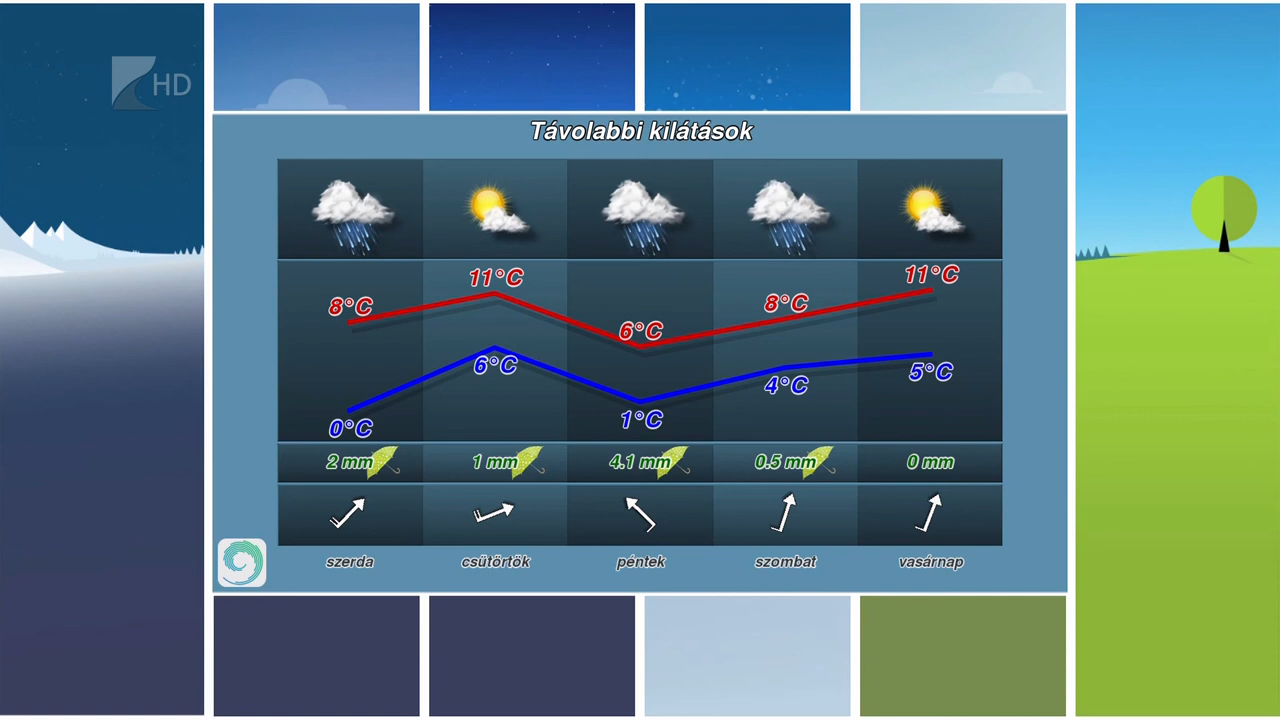 HD
Távolabbi kilátások
8°C 11°C 6°C 8°C 11°C
0°C 6°C 1°C 4°C 5°C
2 mm 1 mm 4.1 mm 0.5 mm 0 mm
szerda csütörtök péntek szombat vasárnap